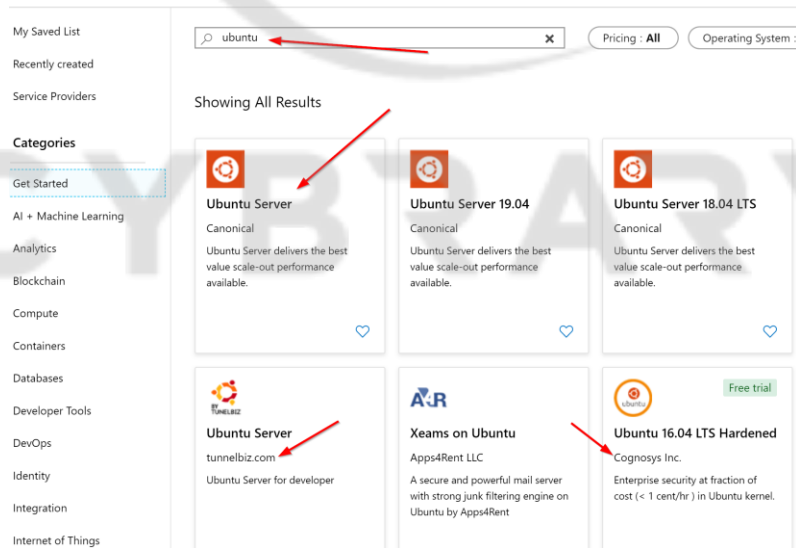 My Saved List
Recently created
Service Providers
Categories
Get Started
AI + Machine Learning
Analytics
Blockchain
Compute
Containers
Databases
Developer Tools
DevOps
Identity
Integration
Internet of Things
ubuntu
Pricing : All
Operating System :
Showing All Results
Ubuntu Server
Canonical
Ubuntu Server delivers the best
value scale-out performance
available.
Ubuntu Server 19.04
Canonical
Ubuntu Server delivers the best
value scale-out performance
available.
Ubuntu Server 18.04 LTS
Canonical
Ubuntu Server delivers the best
value scale-out performance
available.
BY
TUNELBIZ
Ubuntu Server
tunnelbiz.com
Ubuntu Server for developer
A4R
Xeams on Ubuntu
Apps4Rent LLC
A secure and powerful mail server
with strong junk filtering engine on
Ubuntu by Apps4Rent
ubuntu
Free trial
Ubuntu 16.04 LTS Hardened
Cognosys Inc.
Enterprise security at fraction of
cost (< 1 cent/hr ) in Ubuntu kernel.
CYBRARY